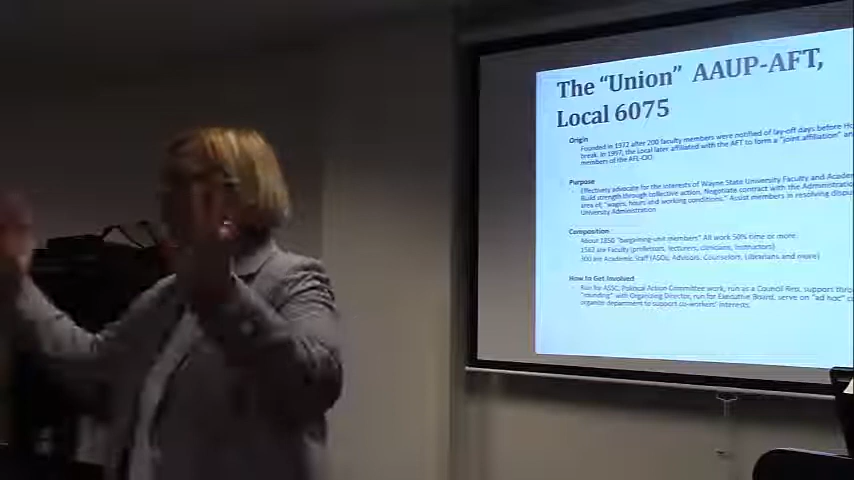 The “Union” AAUP-AFT,
Local 6075
Origin
Founded in 1972 after 200 faculty members were notified of lay-off days before
break. In 1997, the Local later affiliated with the AFT to form a “joint affiliation”
members of the AFL-CIO.
Purpose
Effectively advocate for the interests of Wayne State University Faculty and
Build strength through collective action, Negotiate contract with the
area of, “wages, hours and working conditions.” Assist members in resolving
University Administration
Composition
About 1850 “bargaining-unit members” All work 50% time or more.
are Faculty (professors, lecturers, clinicians, instructors)
300 are Academic Staff (ASOs, Advisors, Counselors, Librarians and more)
How to Get Involved
Run for ASSC, Political Action Committee work, run as a Council Rep, supports
“rounding” with Organizing Director, run for Executive Board, serve on “ad hoc”
organize department to support co-workers’ interests.